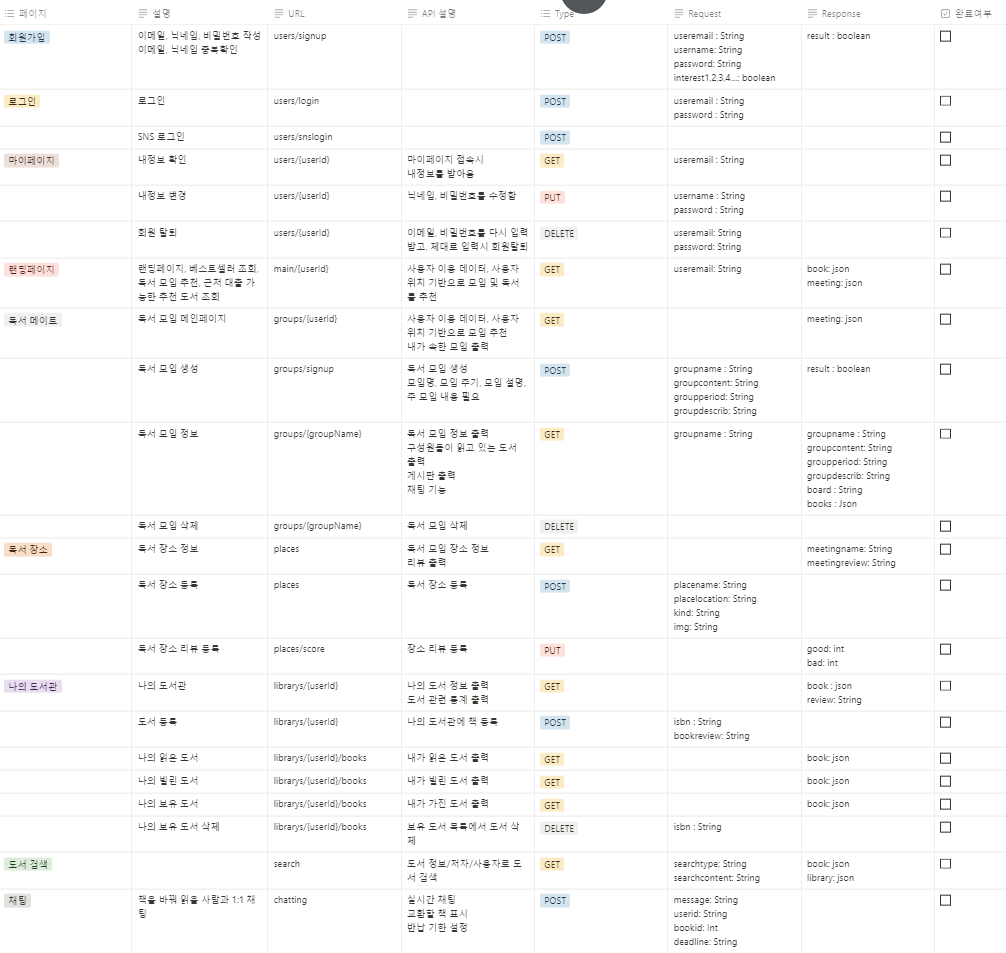 페이지 설명 URL API 설명 Type Request Response 완료여부
회원가입 이메일, 닉네임, 비밀번호 작성 users/signup POST useremail : String result : boolean
이메일, 닉네임 중복확인 username: String
password: String
interest1,2,3,4...: boolean
로그인 로그인 users/login POST useremail : String
password : String
SNS 로그인 users/snslogin POST
마이페이지 내정보 확인 users/{userId} 마이페이지 접속시 GET useremail : String
내정보를 받아옴
내정보 변경 users/{userId} 닉네임, 비밀번호를 수정함 PUT username : String
password : String
회원 탈퇴 users/{userId} 이메일, 비밀번호를 다시 입력 DELETE useremail: String
받고, 제대로 입력시 회원탈퇴 password: String
랜딩페이지 랜딩페이지, 베스트셀러 조회, main/{userId} 사용자 이용 데이터, 사용자 GET useremail: String book: json
독서 모임 추천, 근저 대출 가 위치 기반으로 모임 및 독서 meeting: json
능한 추천 도서 조회 를 추천
독서 메이트 독서 모임 메인페이지 groups/{userId} 사용자 이용 데이터, 사용자 GET meeting: json
위치 기반으로 모임 추천
내가 속한 모임 출력
독서 모임 생성 groups/signup 독서 모임 생성 POST groupname : String result : boolean
모임명, 모임 주기, 모임 설명, groupcontent: String
주 모임 내용 필요 groupperiod: String
groupdescrib: String
독서 모임 정보 groups/{groupName} 독서 모임 정보 출력 GET groupname : String groupname : String
구성원들이 읽고 있는 도서 groupcontent: String
출력 groupperiod: String
게시판 출력 groupdescrib: String
채팅 기능 board : String
books : Json
독서 모임 삭제 groups/{groupName} 독서 모임 삭제 DELETE
독서 장소 독서 장소 정보 places 독서 모임 장소 정보 GET meetingname: String
리뷰 출력 meetingreview: String
독서 장소 등록 places 독서 장소 등록 POST placename: String
placelocation: String
kind: String
img: String
독서 장소 리뷰 등록 places/score 장소 리뷰 등록 PUT good: int
bad: int
나의 도서관 나의 도서관 librarys/{userId} 나의 도서 정보 출력 GET book : json
도서 관련 통계 출력 review: String
도서 등록 librarys/{userId} 나의 도서관에 책 등록 POST isbn : String
bookreview: String
나의 읽은 도서 librarys/{userId}/books 내가 읽은 도서 출력 GET book: json
나의 빌린 도서 librarys/{userId}/books 내가 빌린 도서 출력 GET book: json
나의 보유 도서 librarys/{userId}/books 내가 가진 도서 출력 GET book: json
나의 보유 도서 삭제 librarys/{userId}/books 보유 도서 목록에서 도서 삭 DELETE isbn : String
제
도서 검색 search 도서 정보/저자/사용자로 도 GET searchtype: String book: json
서 검색 searchcontent: String library: json
채팅 책을 바꿔 읽을 사람과 1:1 채 chatting 실시간 채팅 POST message: String
팅 교환할 책 표시 userid: String
반납 기한 설정 bookid: Int
deadline: String